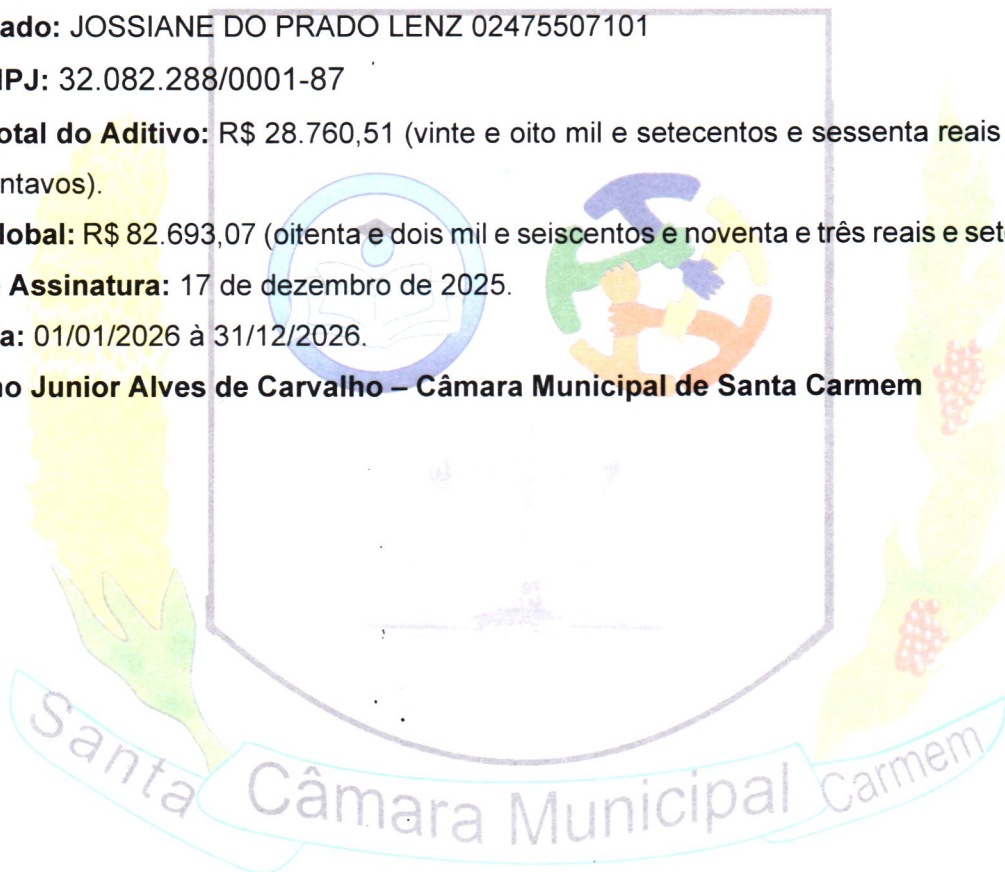 ado: JOSSIANE DO PRADO LENZ 02475507101
IPJ: 32.082.288/0001-87
otal do Aditivo: R$ 28.760,51 (vinte e oito mil e setecentos e sessenta reais
ntavos).
lobal: R$ 82.693,07 (oitenta e dois mil e seiscentos e noventa e três reais e set
Assinatura: 17 de dezembro de 2025.
a: 01/01/2026 à 31/12/2026.
no Junior Alves de Carvalho – Câmara Municipal de Santa Carmem
Santa Câmara Municipal Carmem